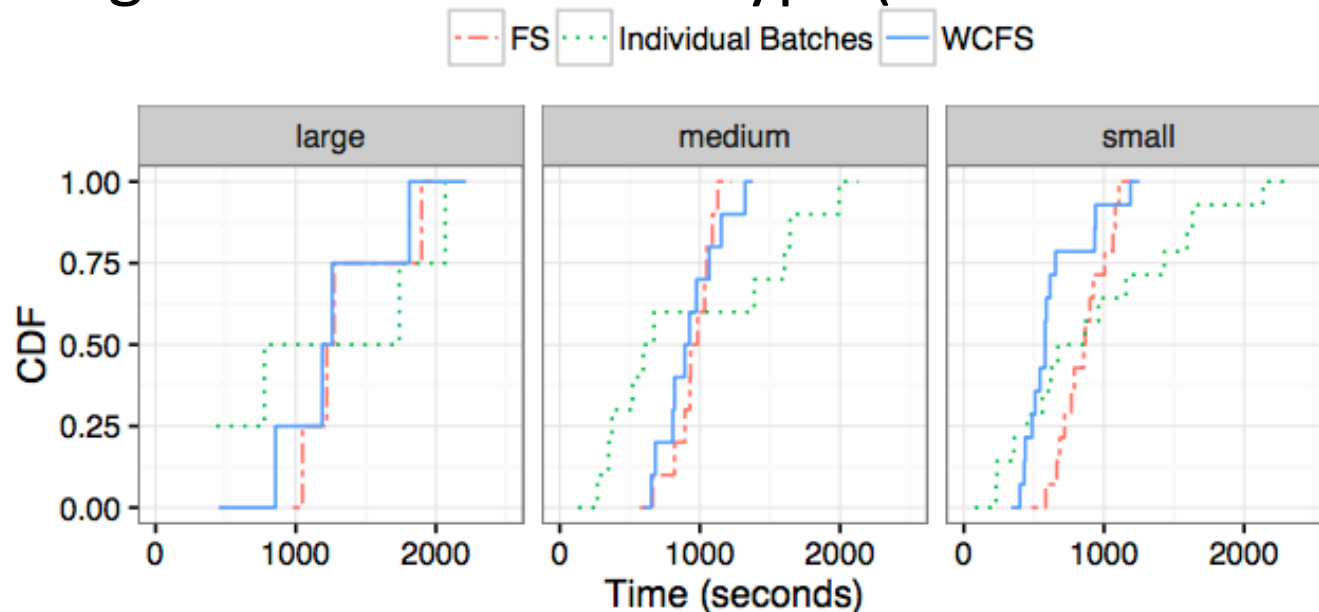 FS Individual Batches WCFS
large medium small
1.00
0.75
0.50
0.25
0.00
CDF
0 1000 2000 0 1000 2000 0 1000 2000
Time (seconds)